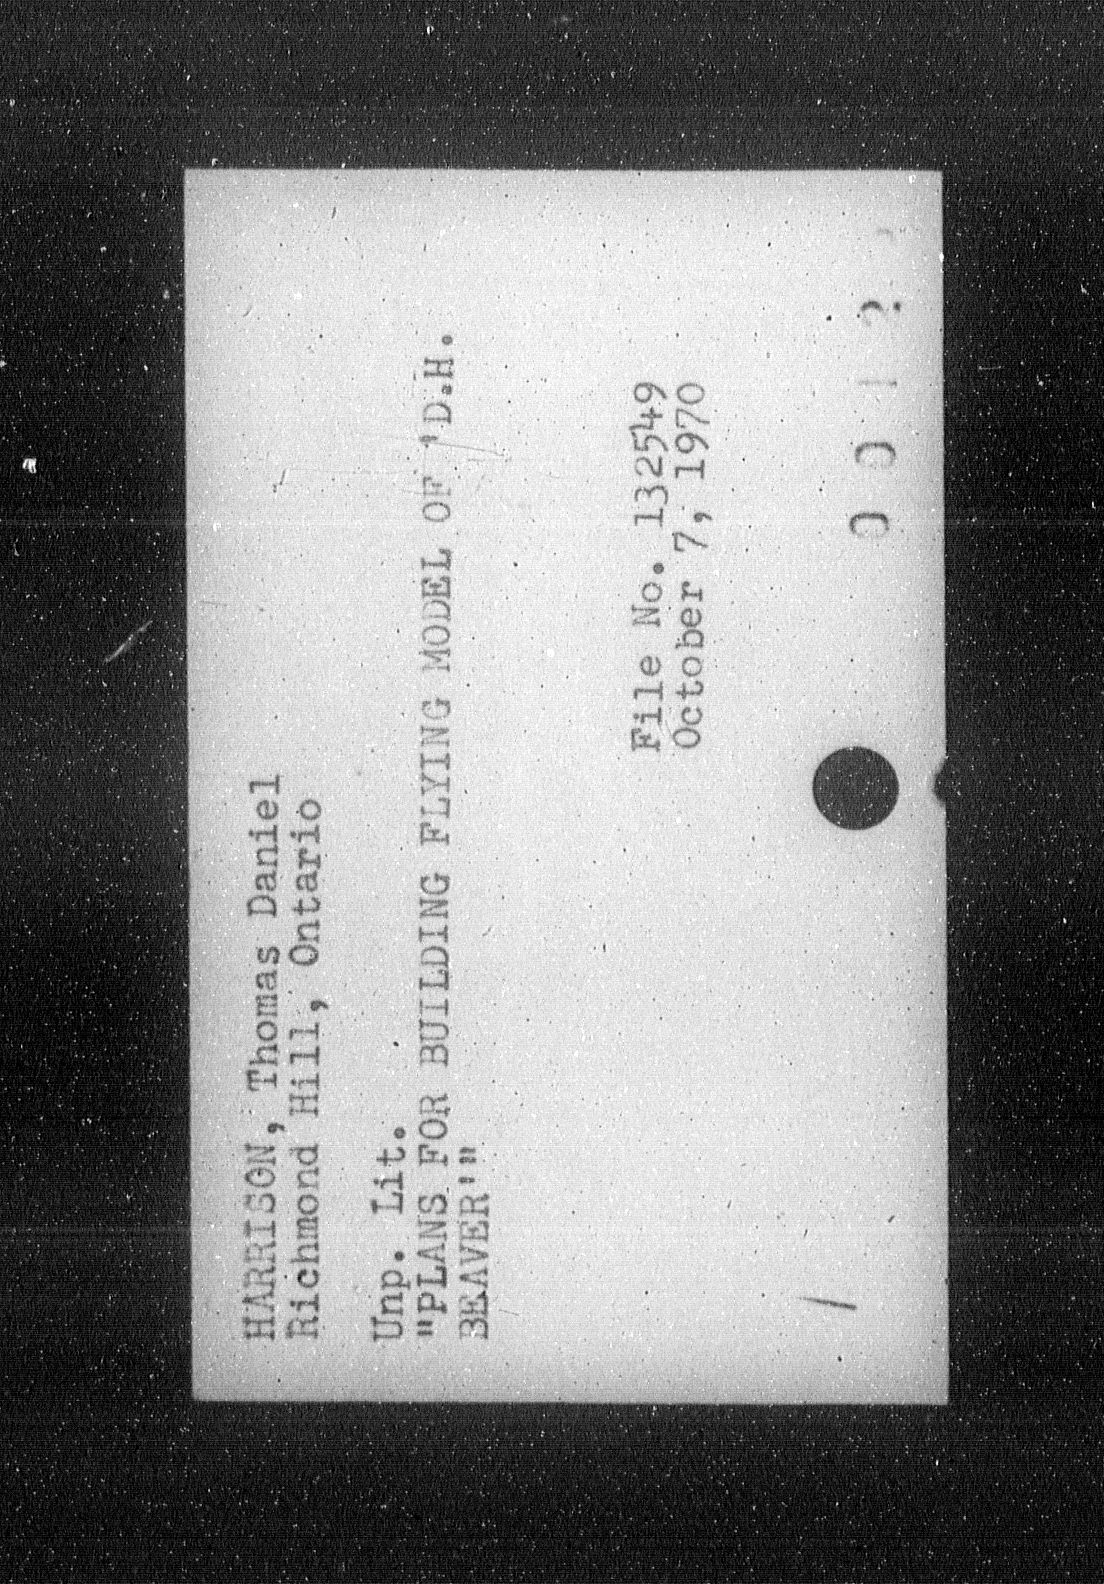 HARRISON, Thomas Daniel
Richmond Hill, Ontario
Unp. Lit.
"PLANS FOR BUILDING FLYING MODEL OF 'D.H.
BEAVER'"
File No. 132549
October 7, 1970